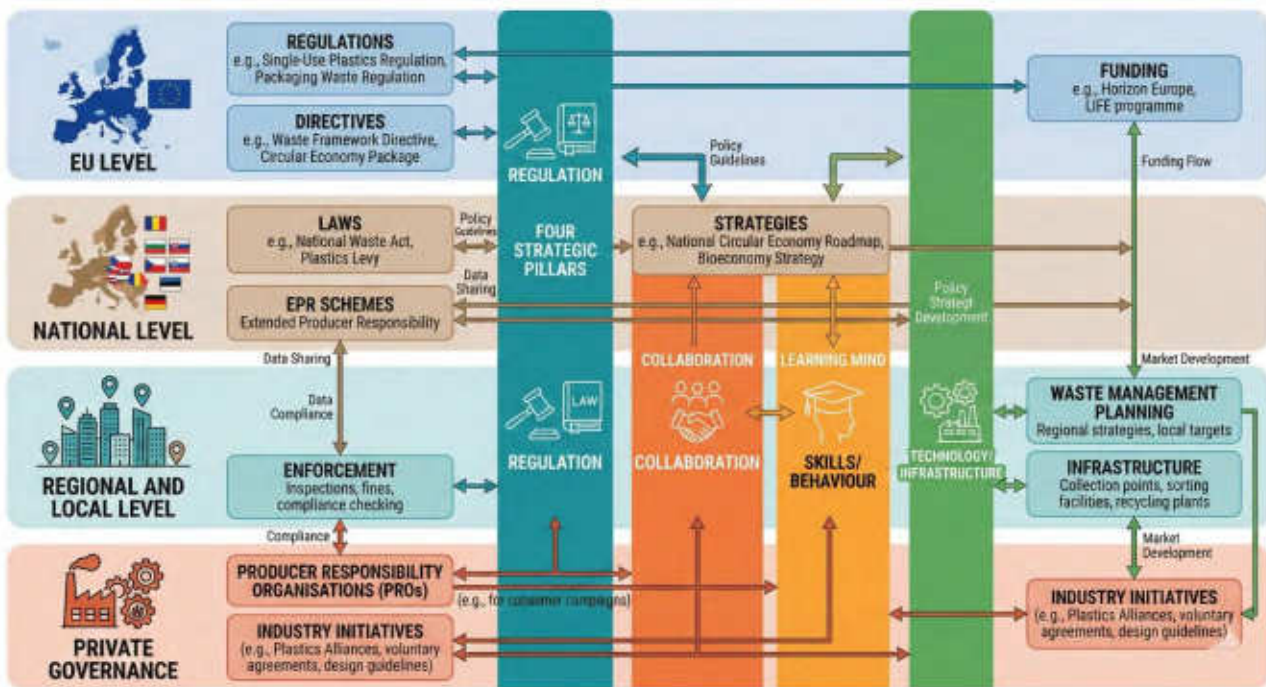 REGULATIONS
e.g., Single-Use Plastics Regulation,
Packaging Waste Regulation
DIRECTIVES
e.g., Waste Framework Directive,
Circular Economy Package
EU LEVEL
REGULATION
Policy
Guidelines
FUNDING
e.g., Horizon Europe,
LIFE programme
Funding Flow
LAWS
e.g., National Waste Act,
Plastics Levy
Policy
Guidelines
FOUR
STRATEGIC
PILLARS
STRATEGIES
e.g., National Circular Economy Roadmap,
Bioeconomy Strategy
Data
Sharing
EPR SCHEMES
Extended Producer Responsibility
NATIONAL LEVEL
Policy
Strategt
Development
Data Sharing
COLLABORATION
LEARNING MIND
Market Development
Data
Compliance
LAW
REGULATION
COLLABORATION
SKILLS/
BEHAVIOUR
TECHNOLOGY/
INFRASTRUCTURE
WASTE MANAGEMENT
PLANNING
Regional strategies, local targets
INFRASTRUCTURE
Collection points, sorting
facilities, recycling plants
REGIONAL AND
LOCAL LEVEL
ENFORCEMENT
Inspections, fines,
compliance checking
Compliance
Market
Development
PRODUCER RESPONSIBILITY
ORGANISATIONS (PROs)
(e.g., for consumer campaigns)
INDUSTRY INITIATIVES
(e.g., Plastics Alliances, voluntary
agreements, design guidelines)
INDUSTRY INITIATIVES
(e.g., Plastics Alliances, voluntary
agreements, design guidelines)
PRIVATE
GOVERNANCE